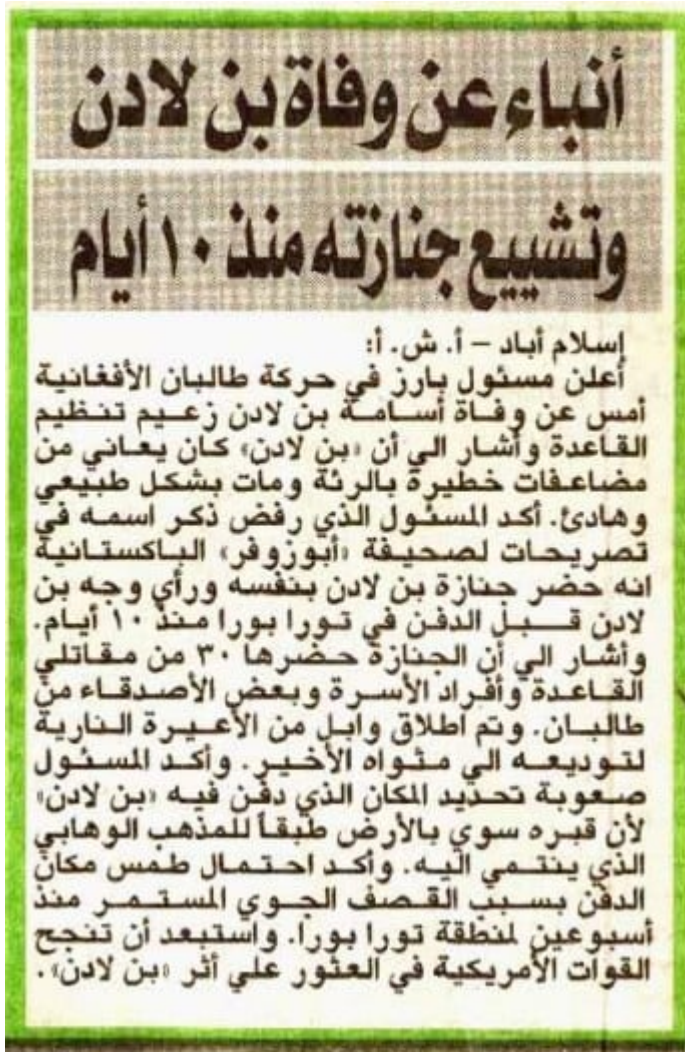 أنباء عن وفاة بن لادن
وتشييع جنازته منذ ١٠ أيام
إسلام أباد – أ. ش. أ:
أعلن مسئول بارز في حركة طالبان الأفغانية
أمس عن وفاة أسامة بن لادن زعيم تنظيم
القاعدة وأشار الي أن «بن لادن» كان يعاني من
مضاعفات خطيرة بالرئة ومات بشكل طبيعي
وهادئ. أكد المسئول الذي رفض ذكر اسمه في
تصريحات لصحيفة «أبوزوفر» الباكستانية
انه حضر جنازة بن لادن بنفسه ورأي وجه بن
لادن قبل الدفن في تورا بورا منذ ١٠ أيام.
وأشار الي أن الجنازة حضرها ٣٠ من مقاتلي
القاعدة وأفراد الأسرة وبعض الأصدقاء من
طالبان. وتم اطلاق وابل من الأعيرة النارية
لتوديعه الي مثواه الأخير. وأكد المسئول
صعوبة تحديد المكان الذي دفن فيه «بن لادن»
لأن قبره سوي بالأرض طبقاً للمذهب الوهابي
الذي ينتمي اليه. وأكد احتمال طمس مكان
الدفن بسبب القصف الجوي المستمر منذ
أسبوعين لمنطقة تورا بورا. واستبعد أن تنجح
القوات الأمريكية في العثور علي أثر «بن لادن».